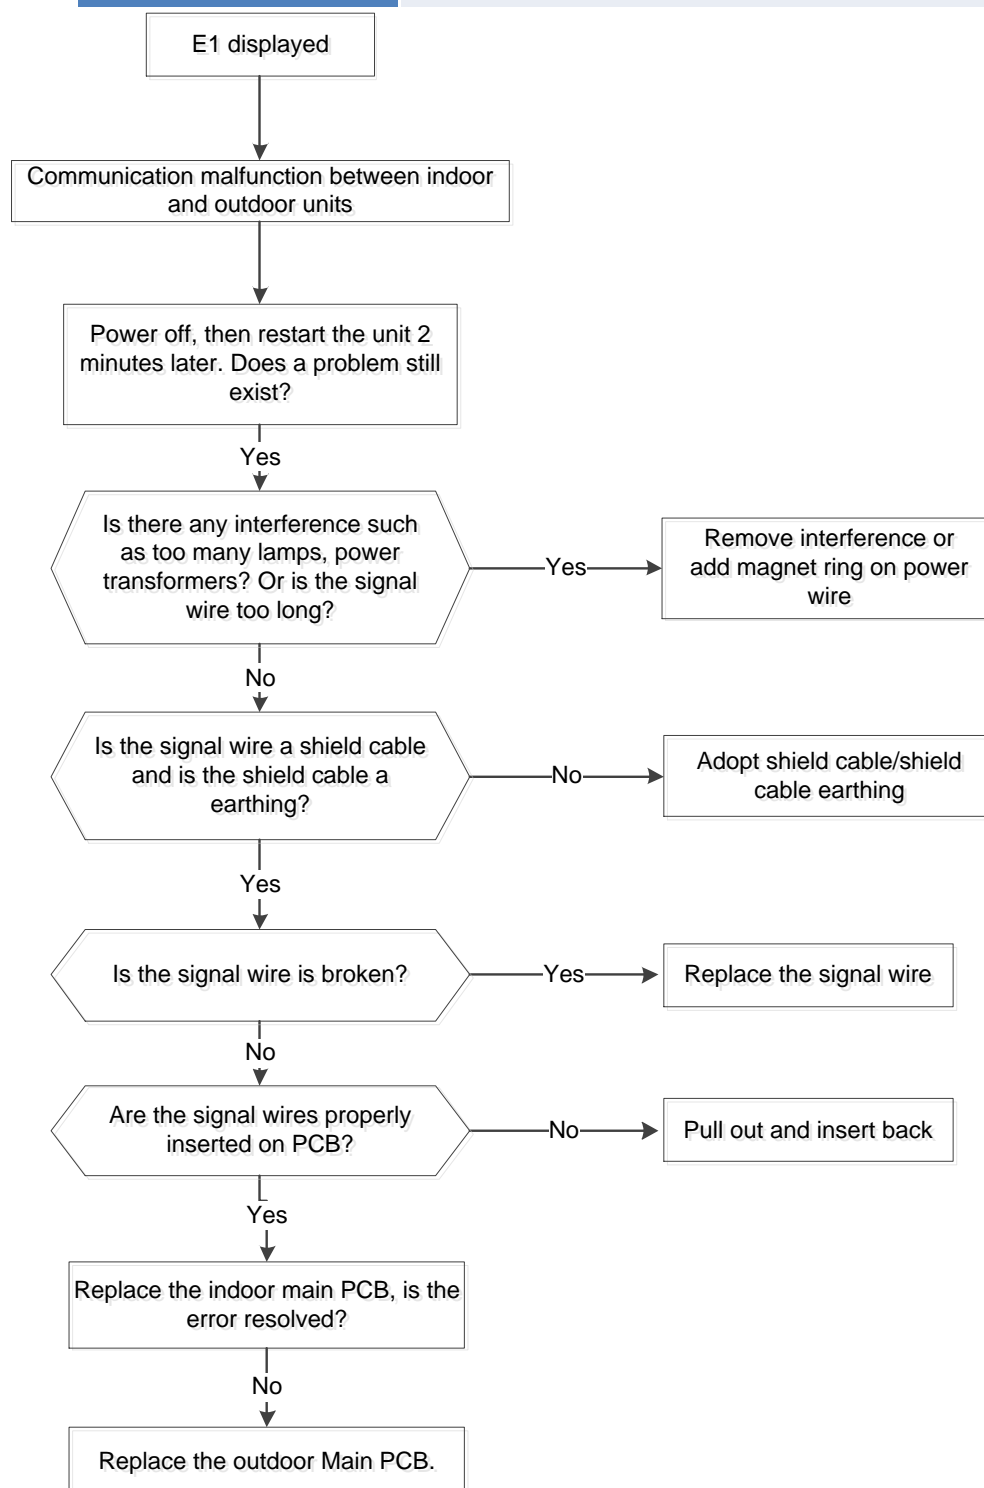 E1 displayed
Communication malfunction between indoor
and outdoor units
Power off, then restart the unit 2
minutes later. Does a problem still
exist?
Yes
Is there any interference such
as too many lamps, power
transformers? Or is the signal
wire too long?
Yes
Remove interference or
add magnet ring on power
wire
No
Is the signal wire a shield cable
and is the shield cable a
earthing?
No
Adopt shield cable/shield
cable earthing
Yes
Is the signal wire is broken?
Yes
Replace the signal wire
No
Are the signal wires properly
inserted on PCB?
No
Pull out and insert back
Yes
Replace the indoor main PCB, is the
error resolved?
No
Replace the outdoor Main PCB.